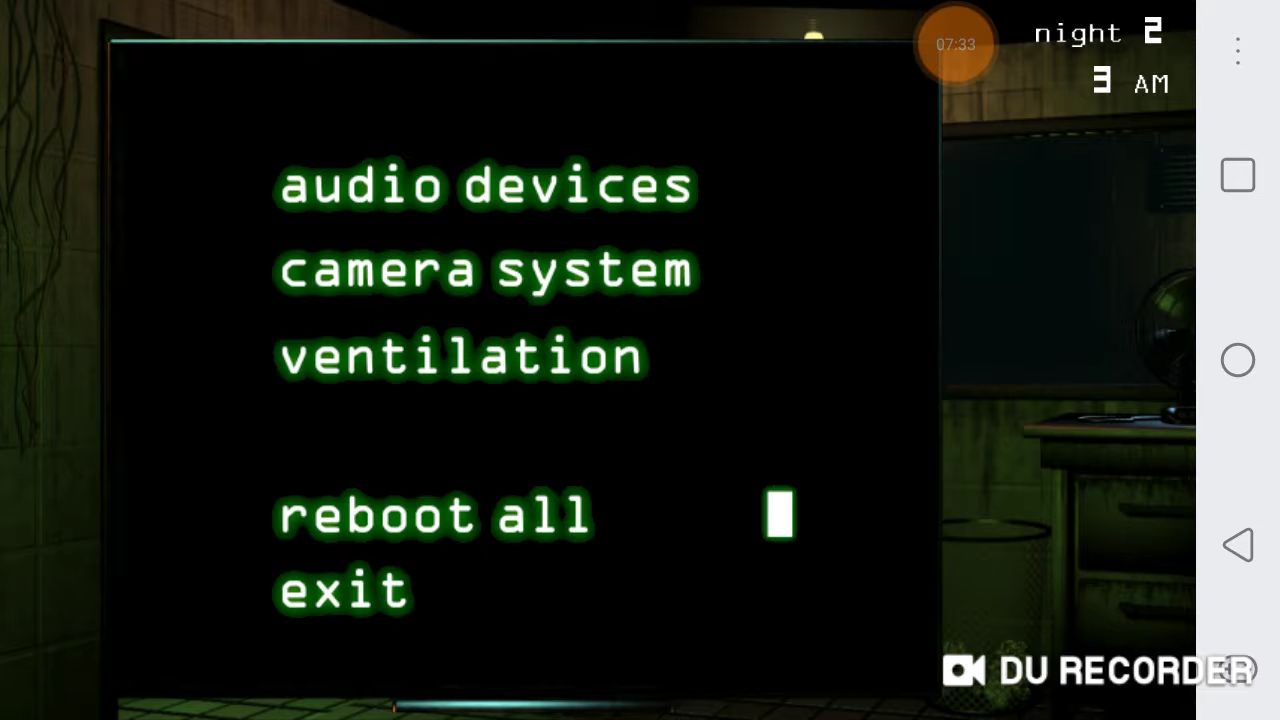 07:33
night 2
3 AM
audio devices
camera system
ventilation
reboot all
exit
DU RECORDER